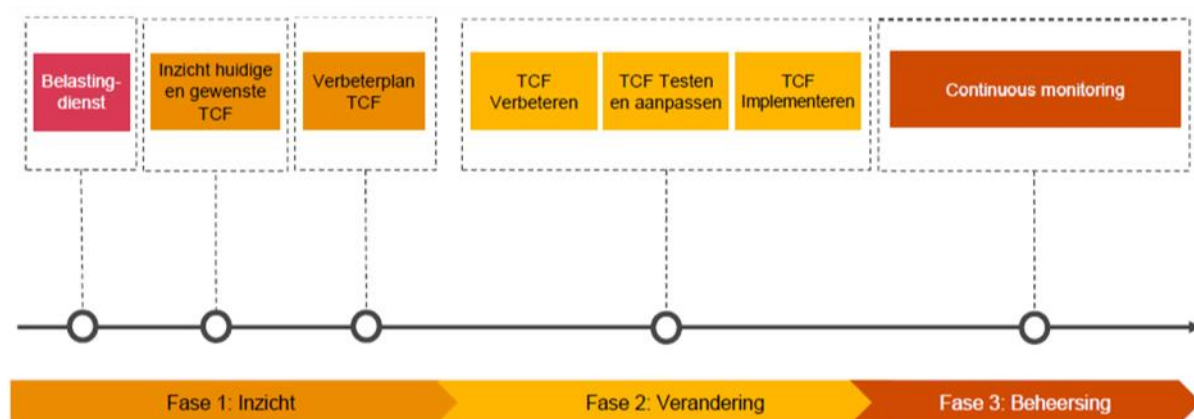 Belasting-
dienst
Inzicht huidige
en gewenste
TCF
Verbeterplan
TCF
TCF
Verbeteren
TCF Testen
en aanpassen
TCF
Implementeren
Continuous monitoring
Fase 1: Inzicht
Fase 2: Verandering
Fase 3: Beheersing